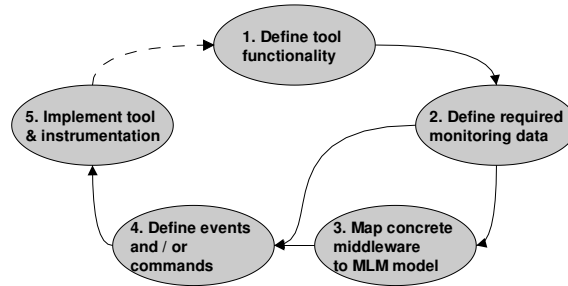 1. Define tool
functionality
2. Define required
monitoring data
3. Map concrete
middleware
to MLM model
4. Define events
and / or
commands
5. Implement tool
& instrumentation